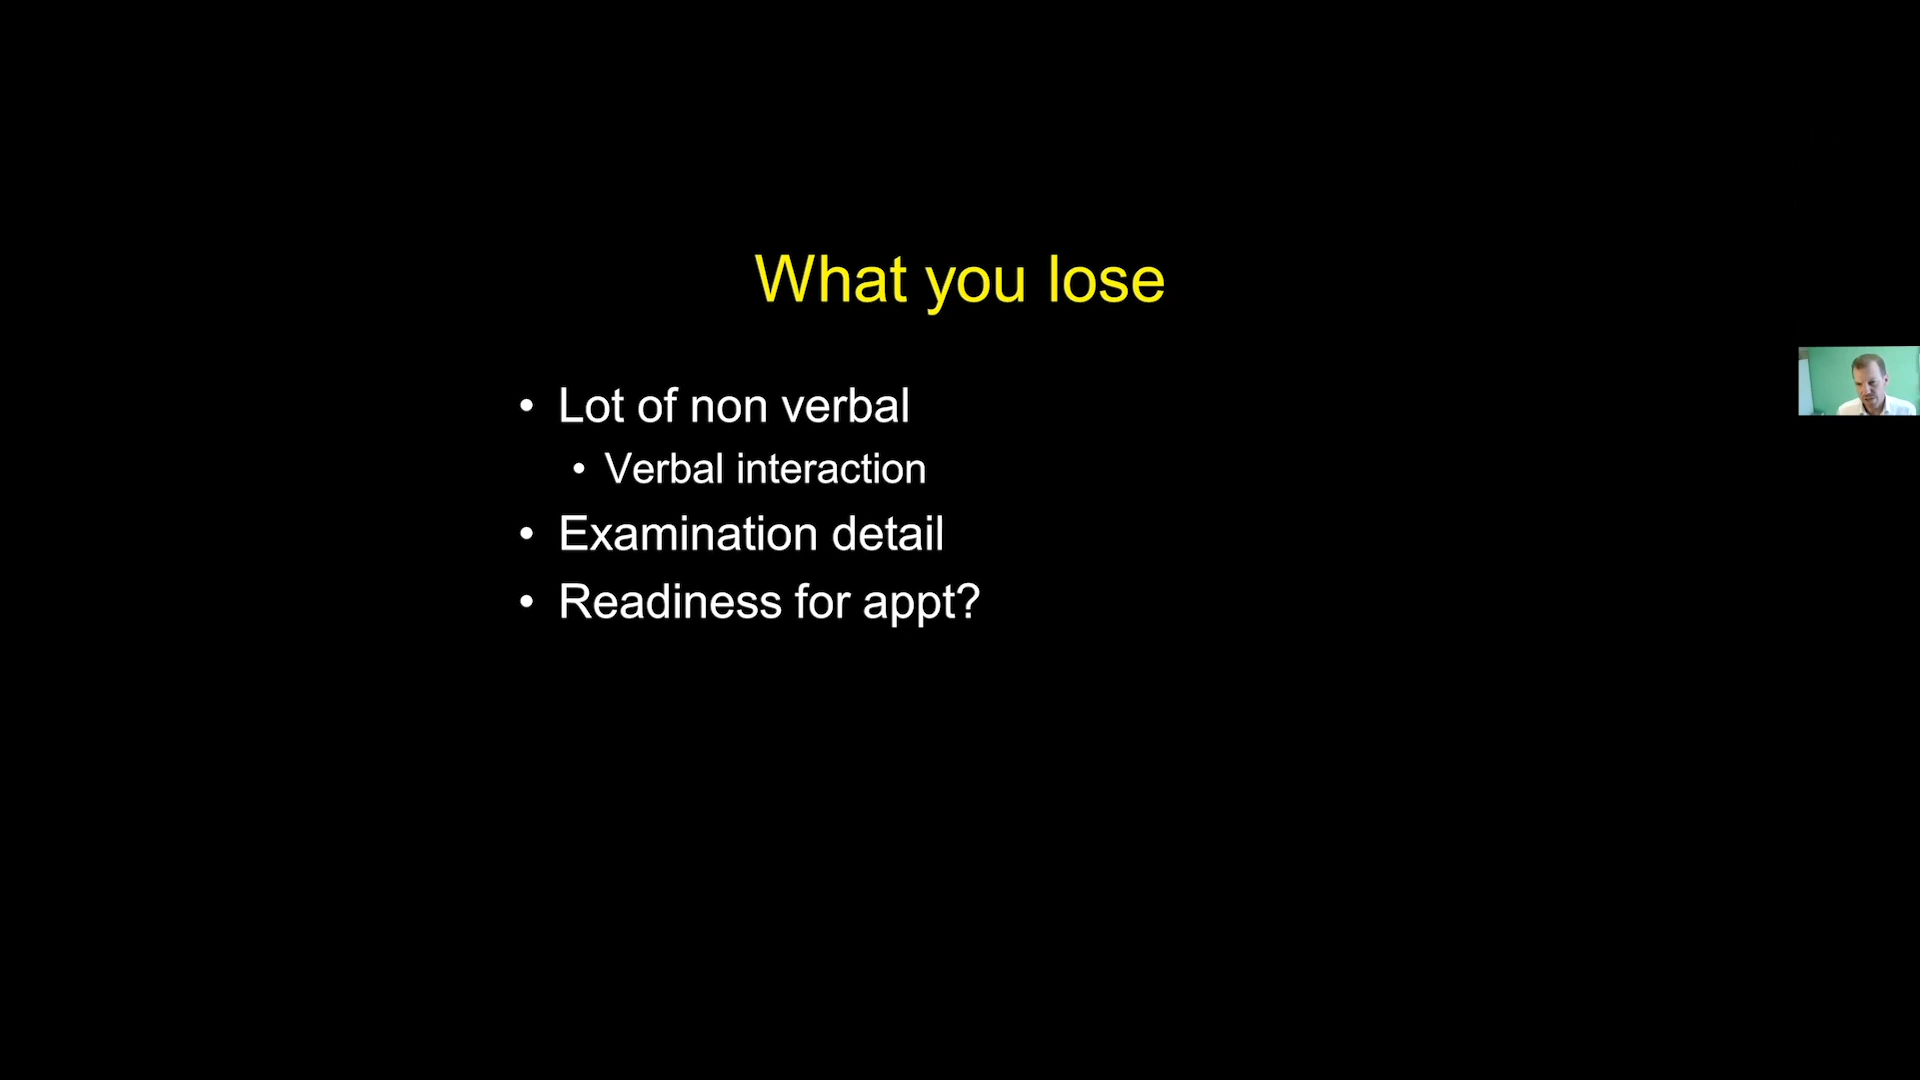 What you lose
• Lot of non verbal
• Verbal interaction
• Examination detail
• Readiness for appt?